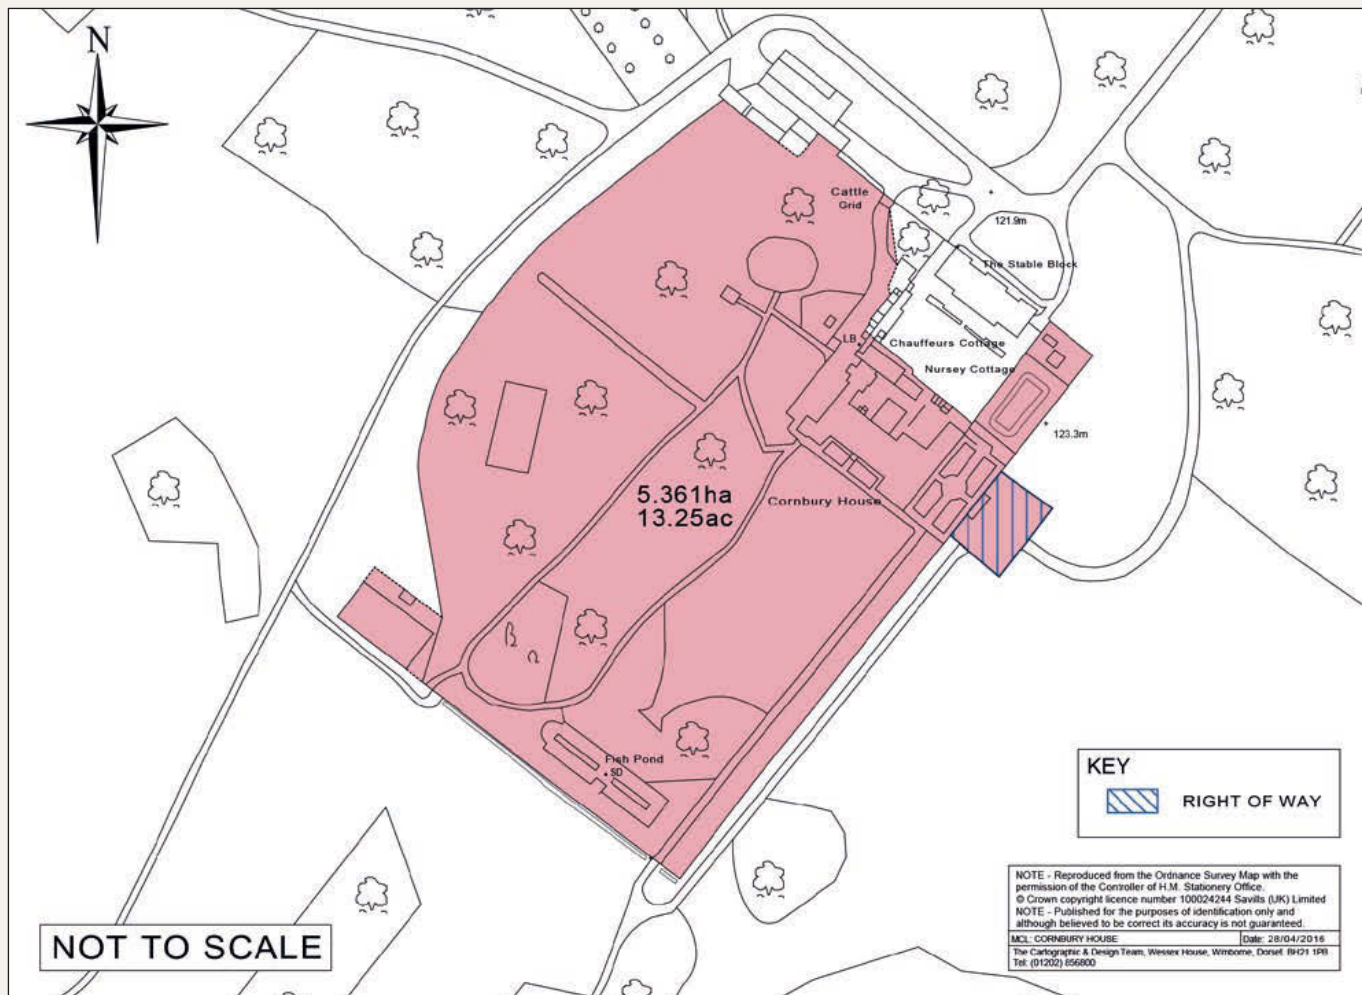 N
Cattle
Grid
121.9m
The Stable Block
LB
Chauffeurs Cottage
Nursey Cottage
123.3m
5.361ha
13.25ac
Cornbury House
Fish Pond
SD
KEY
RIGHT OF WAY
NOTE - Reproduced from the Ordnance Survey Map with the
permission of the Controller of H.M. Stationery Office.
© Crown copyright licence number 100024244 Savills (UK) Limited
NOTE - Published for the purposes of identification only and
although believed to be correct its accuracy is not guaranteed.
MCL: CORNBURY HOUSE
Date: 28/04/2016
The Cartographic & Design Team, Wessex House, Wimborne, Dorset. BH21 1PB
Tel: (01202) 856800
NOT TO SCALE